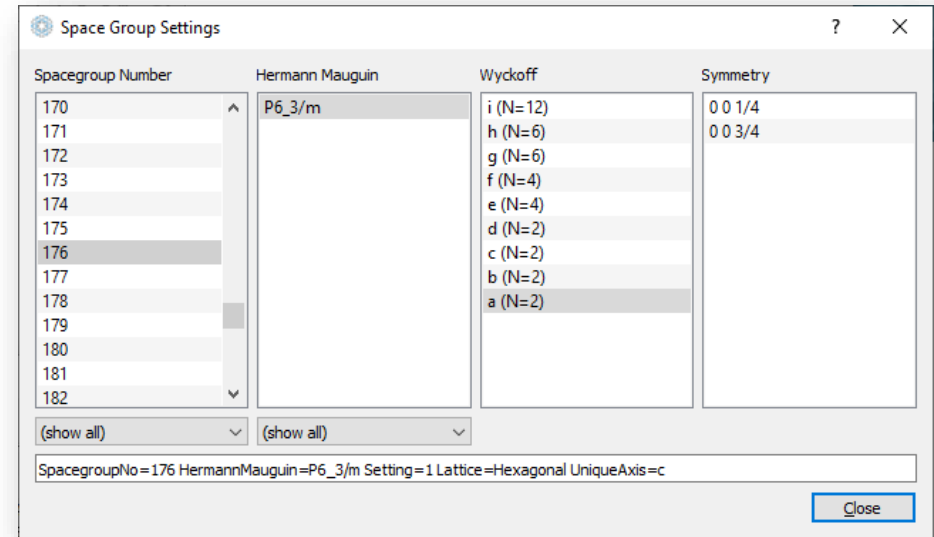 Space Group Settings
?
Spacegroup Number
Hermann Mauguin
Wyckoff
Symmetry
170
171
172
173
174
175
176
177
178
179
180
181
182
P6_3/m
i (N=12)
h (N=6)
g (N=6)
f (N=4)
e (N=4)
d (N=2)
c (N=2)
b (N=2)
a (N=2)
0 0 1/4
0 0 3/4
(show all)
(show all)
SpacegroupNo=176 HermannMauguin=P6_3/m Setting=1 Lattice=Hexagonal UniqueAxis=c
Close